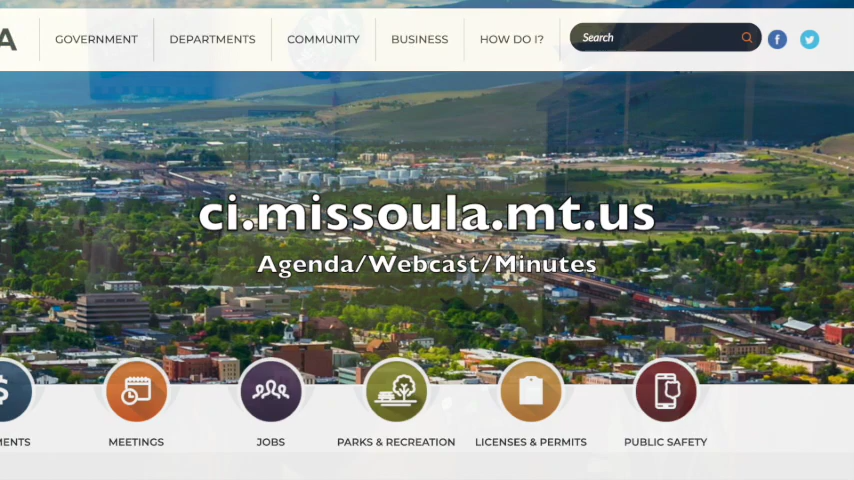 A
GOVERNMENT
DEPARTMENTS
COMMUNITY
BUSINESS
HOW DO I?
Search
ci.missoula.mt.us
Agenda/Webcast/Minutes
MENTS
MEETINGS
JOBS
PARKS & RECREATION
LICENSES & PERMITS
PUBLIC SAFETY